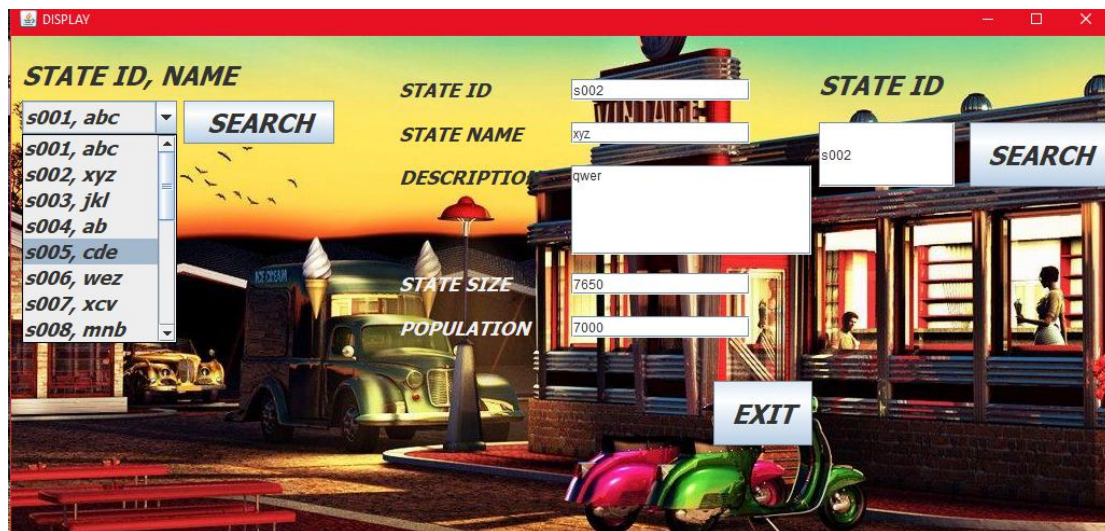 DISPLAY
STATE ID, NAME
s001, abc
SEARCH
s001, abc
s002, xyz
s003, jkl
s004, ab
s005, cde
s006, wez
s007, xcv
s008, mnb
STATE ID
s002
STATE NAME
xyz
DESCRIPTION
qwer
STATE SIZE
7650
POPULATION
7000
STATE ID
s002
SEARCH
EXIT
ICE CREAM